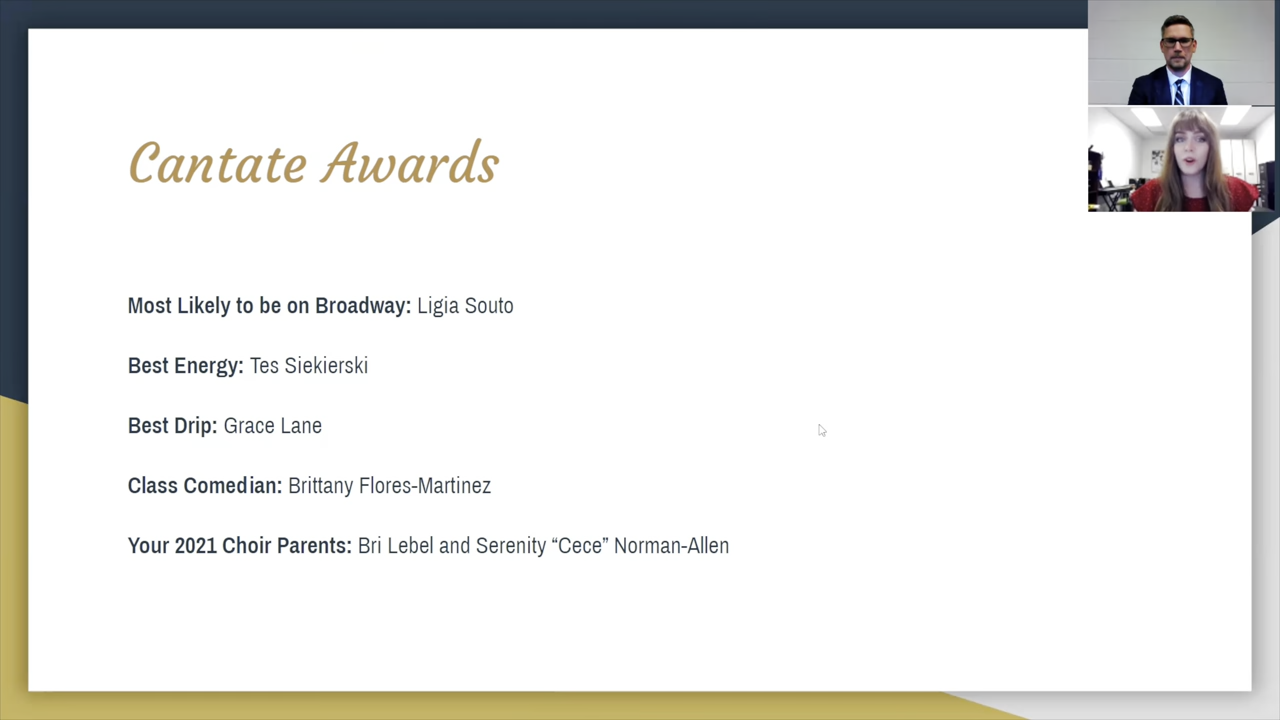 Cantate Awards
Most Likely to be on Broadway: Ligia Souto
Best Energy: Tes Siekierski
Best Drip: Grace Lane
Class Comedian: Brittany Flores-Martinez
Your 2021 Choir Parents: Bri Lebel and Serenity “Cece” Norman-Allen